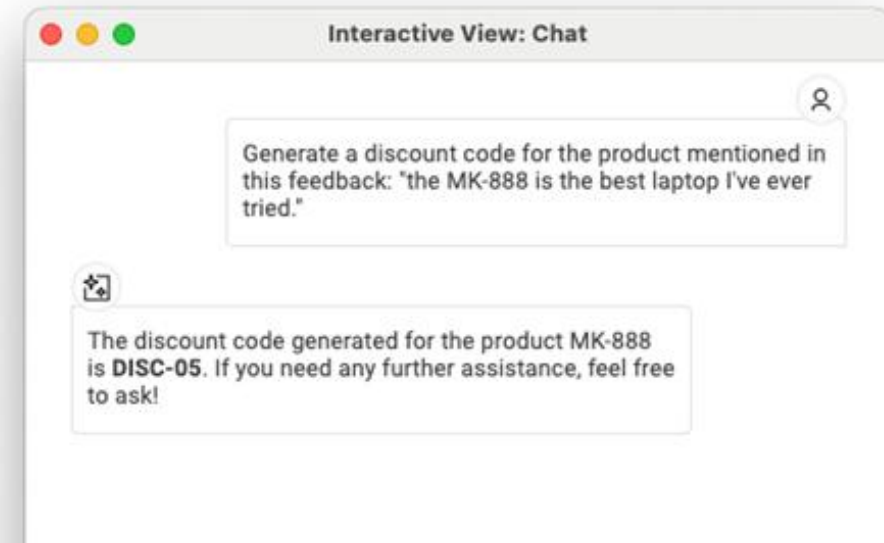 Interactive View: Chat
Generate a discount code for the product mentioned in
this feedback: "the MK-888 is the best laptop I've ever
tried."
The discount code generated for the product MK-888
is DISC-05. If you need any further assistance, feel free
to ask!